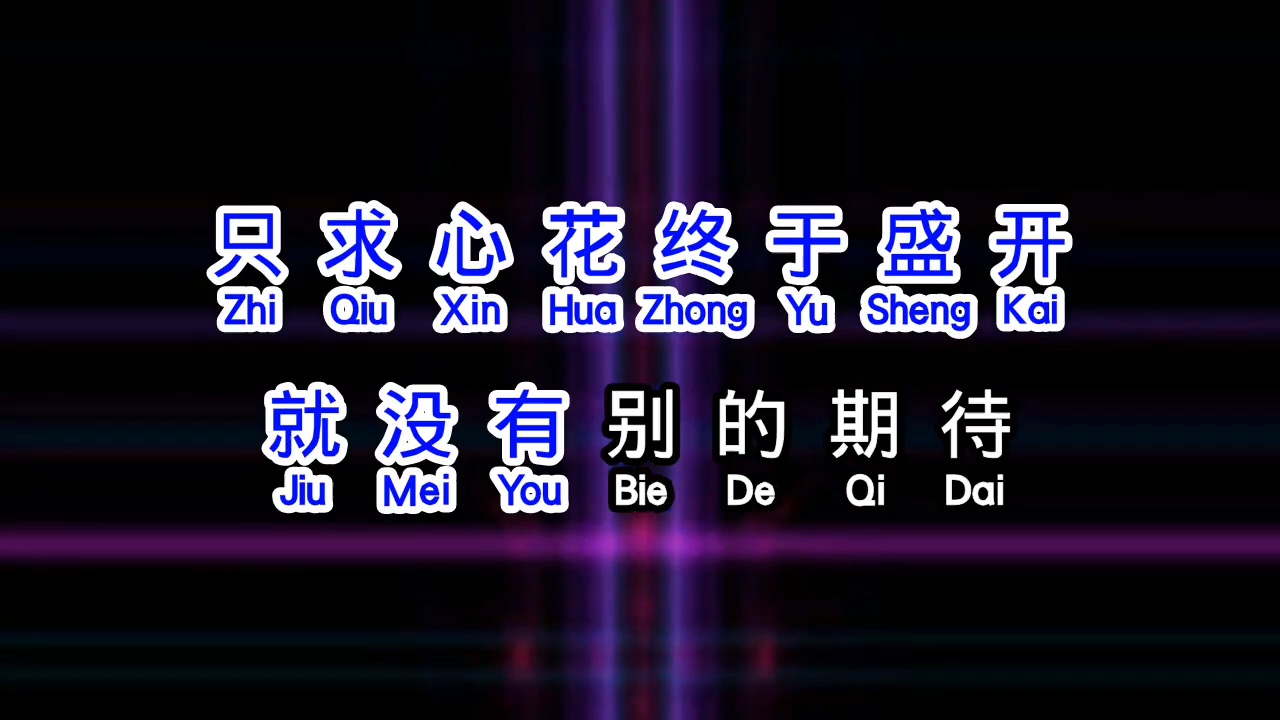 只 求 心 花 终 于 盛 开
Zhi Qiu Xin Hua Zhong Yu Sheng Kai
就 没 有 别 的 期 待
Jiu Mei You Bie De Qi Dai